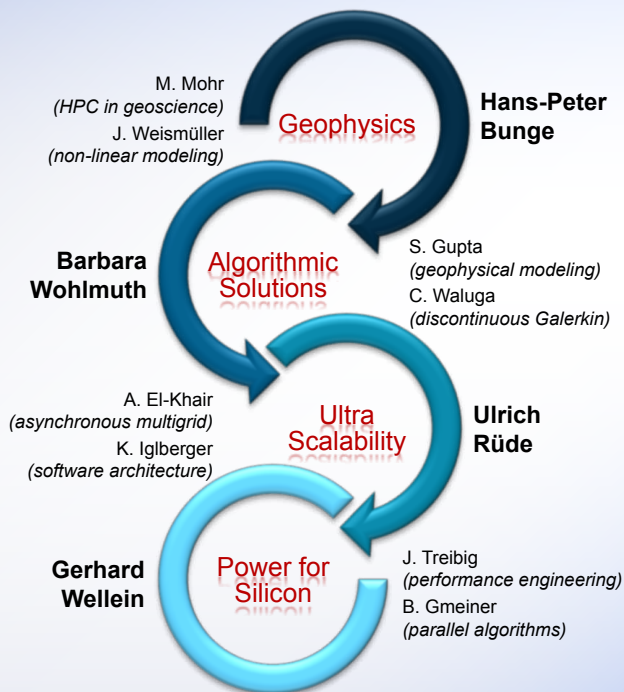 M. Mohr
(HPC in geoscience)
J. Weismüller
(non-linear modeling)
Geophysics
Hans-Peter
Bunge
Barbara
Wohlmuth
Algorithmic
Solutions
S. Gupta
(geophysical modeling)
C. Waluga
(discontinuous Galerkin)
A. El-Khair
(asynchronous multigrid)
K. Iglberger
(software architecture)
Ultra
Scalability
Ulrich
Rüde
Gerhard
Wellein
Power for
Silicon
J. Treibig
(performance engineering)
B. Gmeiner
(parallel algorithms)